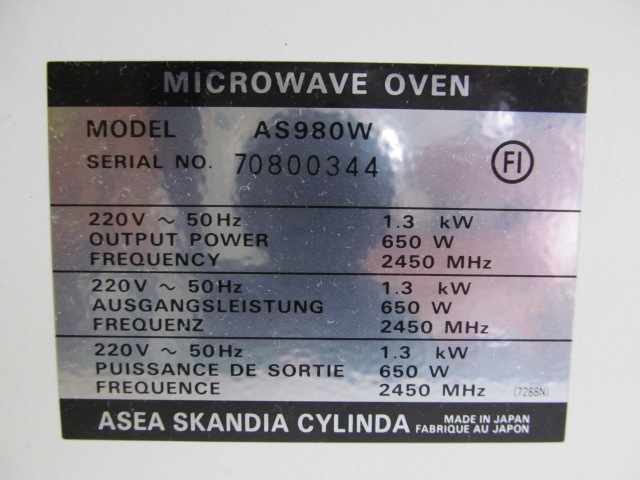 MICROWAVE OVEN
MODEL AS980W
SERIAL NO. 70800344
FI
220V ~ 50Hz 1.3 kW
OUTPUT POWER 650 W
FREQUENCY 2450 MHz
220V ~ 50Hz 1.3 kW
AUSGANGSLEISTUNG 650 W
FREQUENZ 2450 MHz
220V ~ 50Hz 1.3 kW
PUISSANCE DE SORTIE 650 W
FREQUENCE 2450 MHz (7288N)
ASEA SKANDIA CYLINDA MADE IN JAPAN
FABRIQUE AU JAPON